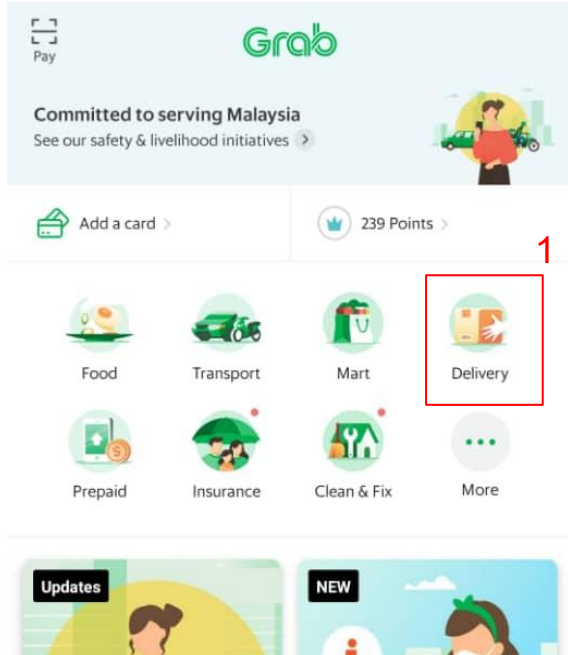 Pay
Grab
Committed to serving Malaysia
See our safety & livelihood initiatives >
Add a card >
239 Points >
1
Food
Transport
Mart
Delivery
Prepaid
Insurance
Clean & Fix
More
Updates
NEW